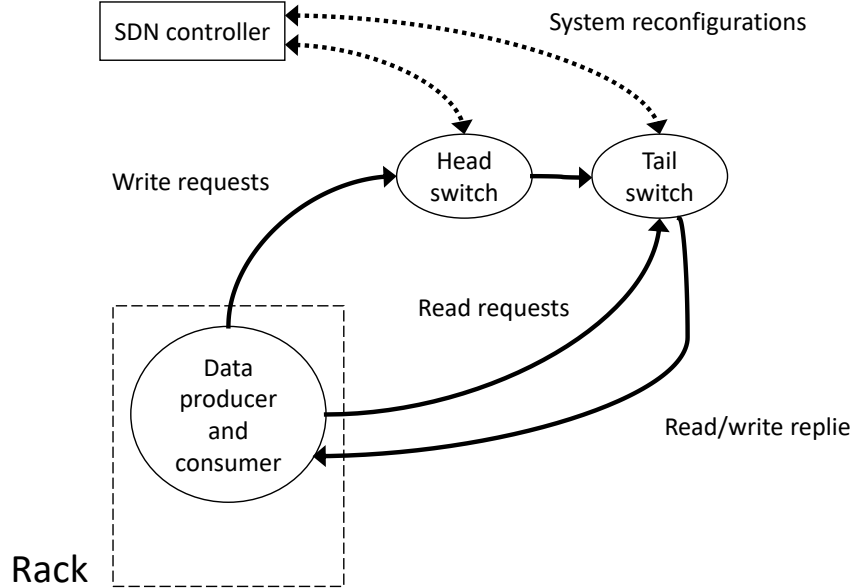 SDN controller
System reconfigurations
Head
switch
Tail
switch
Write requests
Read requests
Data
producer
and
consumer
Read/write replie
Rack